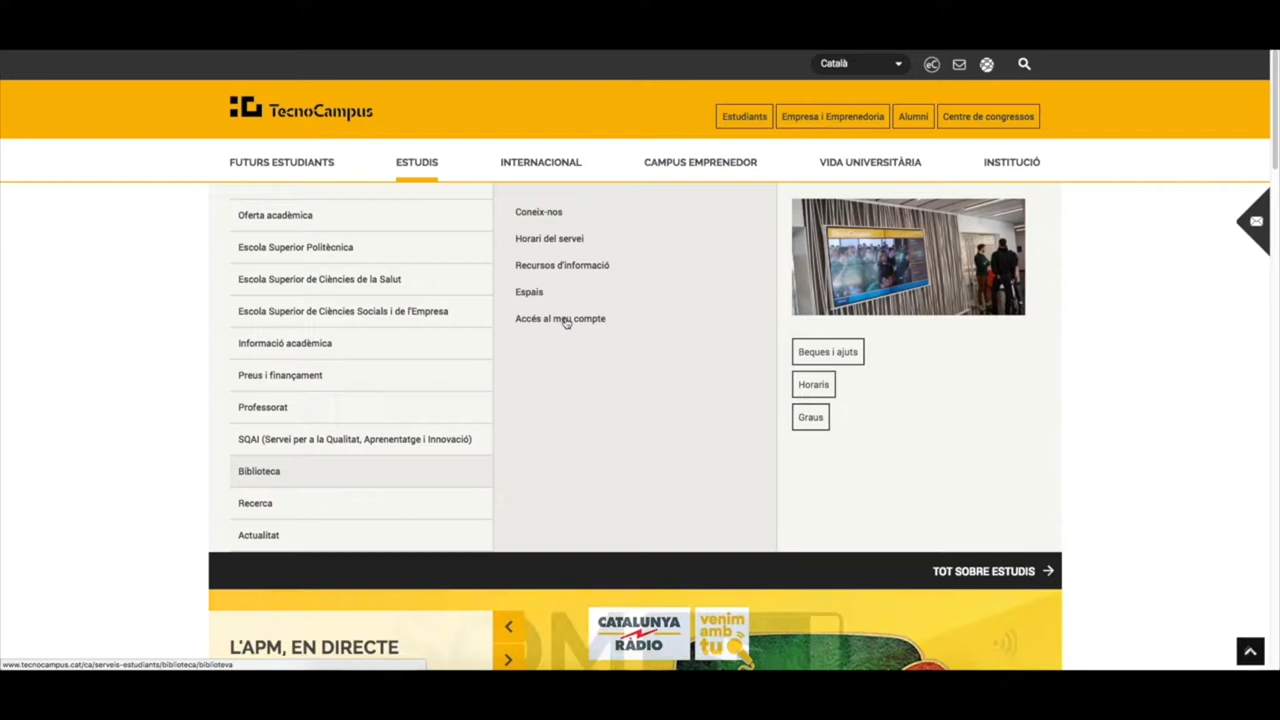 Català
eC
TecnoCampus
Estudiants
Empresa i Emprenedoria
Alumni
Centre de congressos
FUTURS ESTUDIANTS
ESTUDIS
INTERNACIONAL
CAMPUS EMPRENEDOR
VIDA UNIVERSITÀRIA
INSTITUCIÓ
Oferta acadèmica
Escola Superior Politècnica
Escola Superior de Ciències de la Salut
Escola Superior de Ciències Socials i de l'Empresa
Informació acadèmica
Preus i finançament
Professorat
SQAI (Servei per a la Qualitat, Aprenentatge i Innovació)
Biblioteca
Recerca
Actualitat
Coneix-nos
Horari del servei
Recursos d'informació
Espais
Accés al meu compte
Beques i ajuts
Horaris
Graus
TOT SOBRE ESTUDIS
L'APM, EN DIRECTE
CATALUNYA
RÀDIO
venim
amb
tu
www.tecnocampus.cat/ca/serveis-estudiants/biblioteca/biblioteva